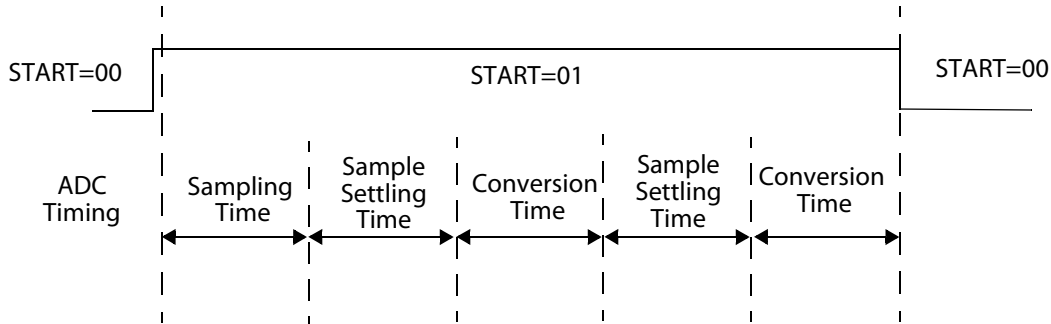 START=00
START=01
START=00
ADC
Timing
Sampling
Time
Sample
Settling
Time
Conversion
Time
Sample
Settling
Time
Conversion
Time